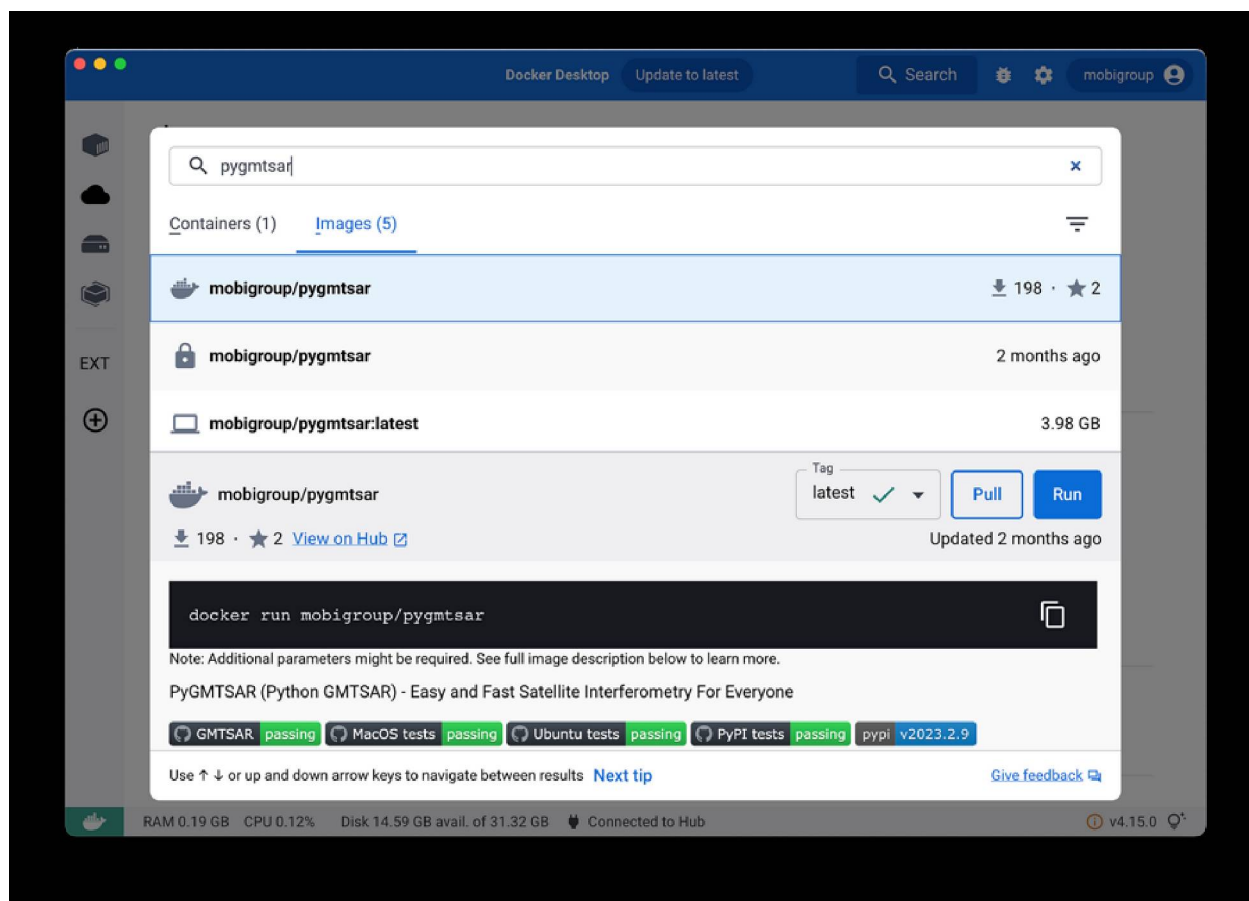 Docker Desktop Update to latest Search mobigroup
pygmtsar
Containers (1) Images (5)
mobigroup/pygmtsar 198 · 2
mobigroup/pygmtsar 2 months ago
EXT
mobigroup/pygmtsar:latest 3.98 GB
Tag
mobigroup/pygmtsar latest Pull Run
198 · 2 View on Hub Updated 2 months ago
docker run mobigroup/pygmtsar
Note: Additional parameters might be required. See full image description below to learn more.
PyGMTSAR (Python GMTSAR) - Easy and Fast Satellite Interferometry For Everyone
GMTSAR passing MacOS tests passing Ubuntu tests passing PyPI tests passing pypi v2023.2.9
Use ↑ ↓ or up and down arrow keys to navigate between results Next tip Give feedback
RAM 0.19 GB CPU 0.12% Disk 14.59 GB avail. of 31.32 GB Connected to Hub v4.15.0